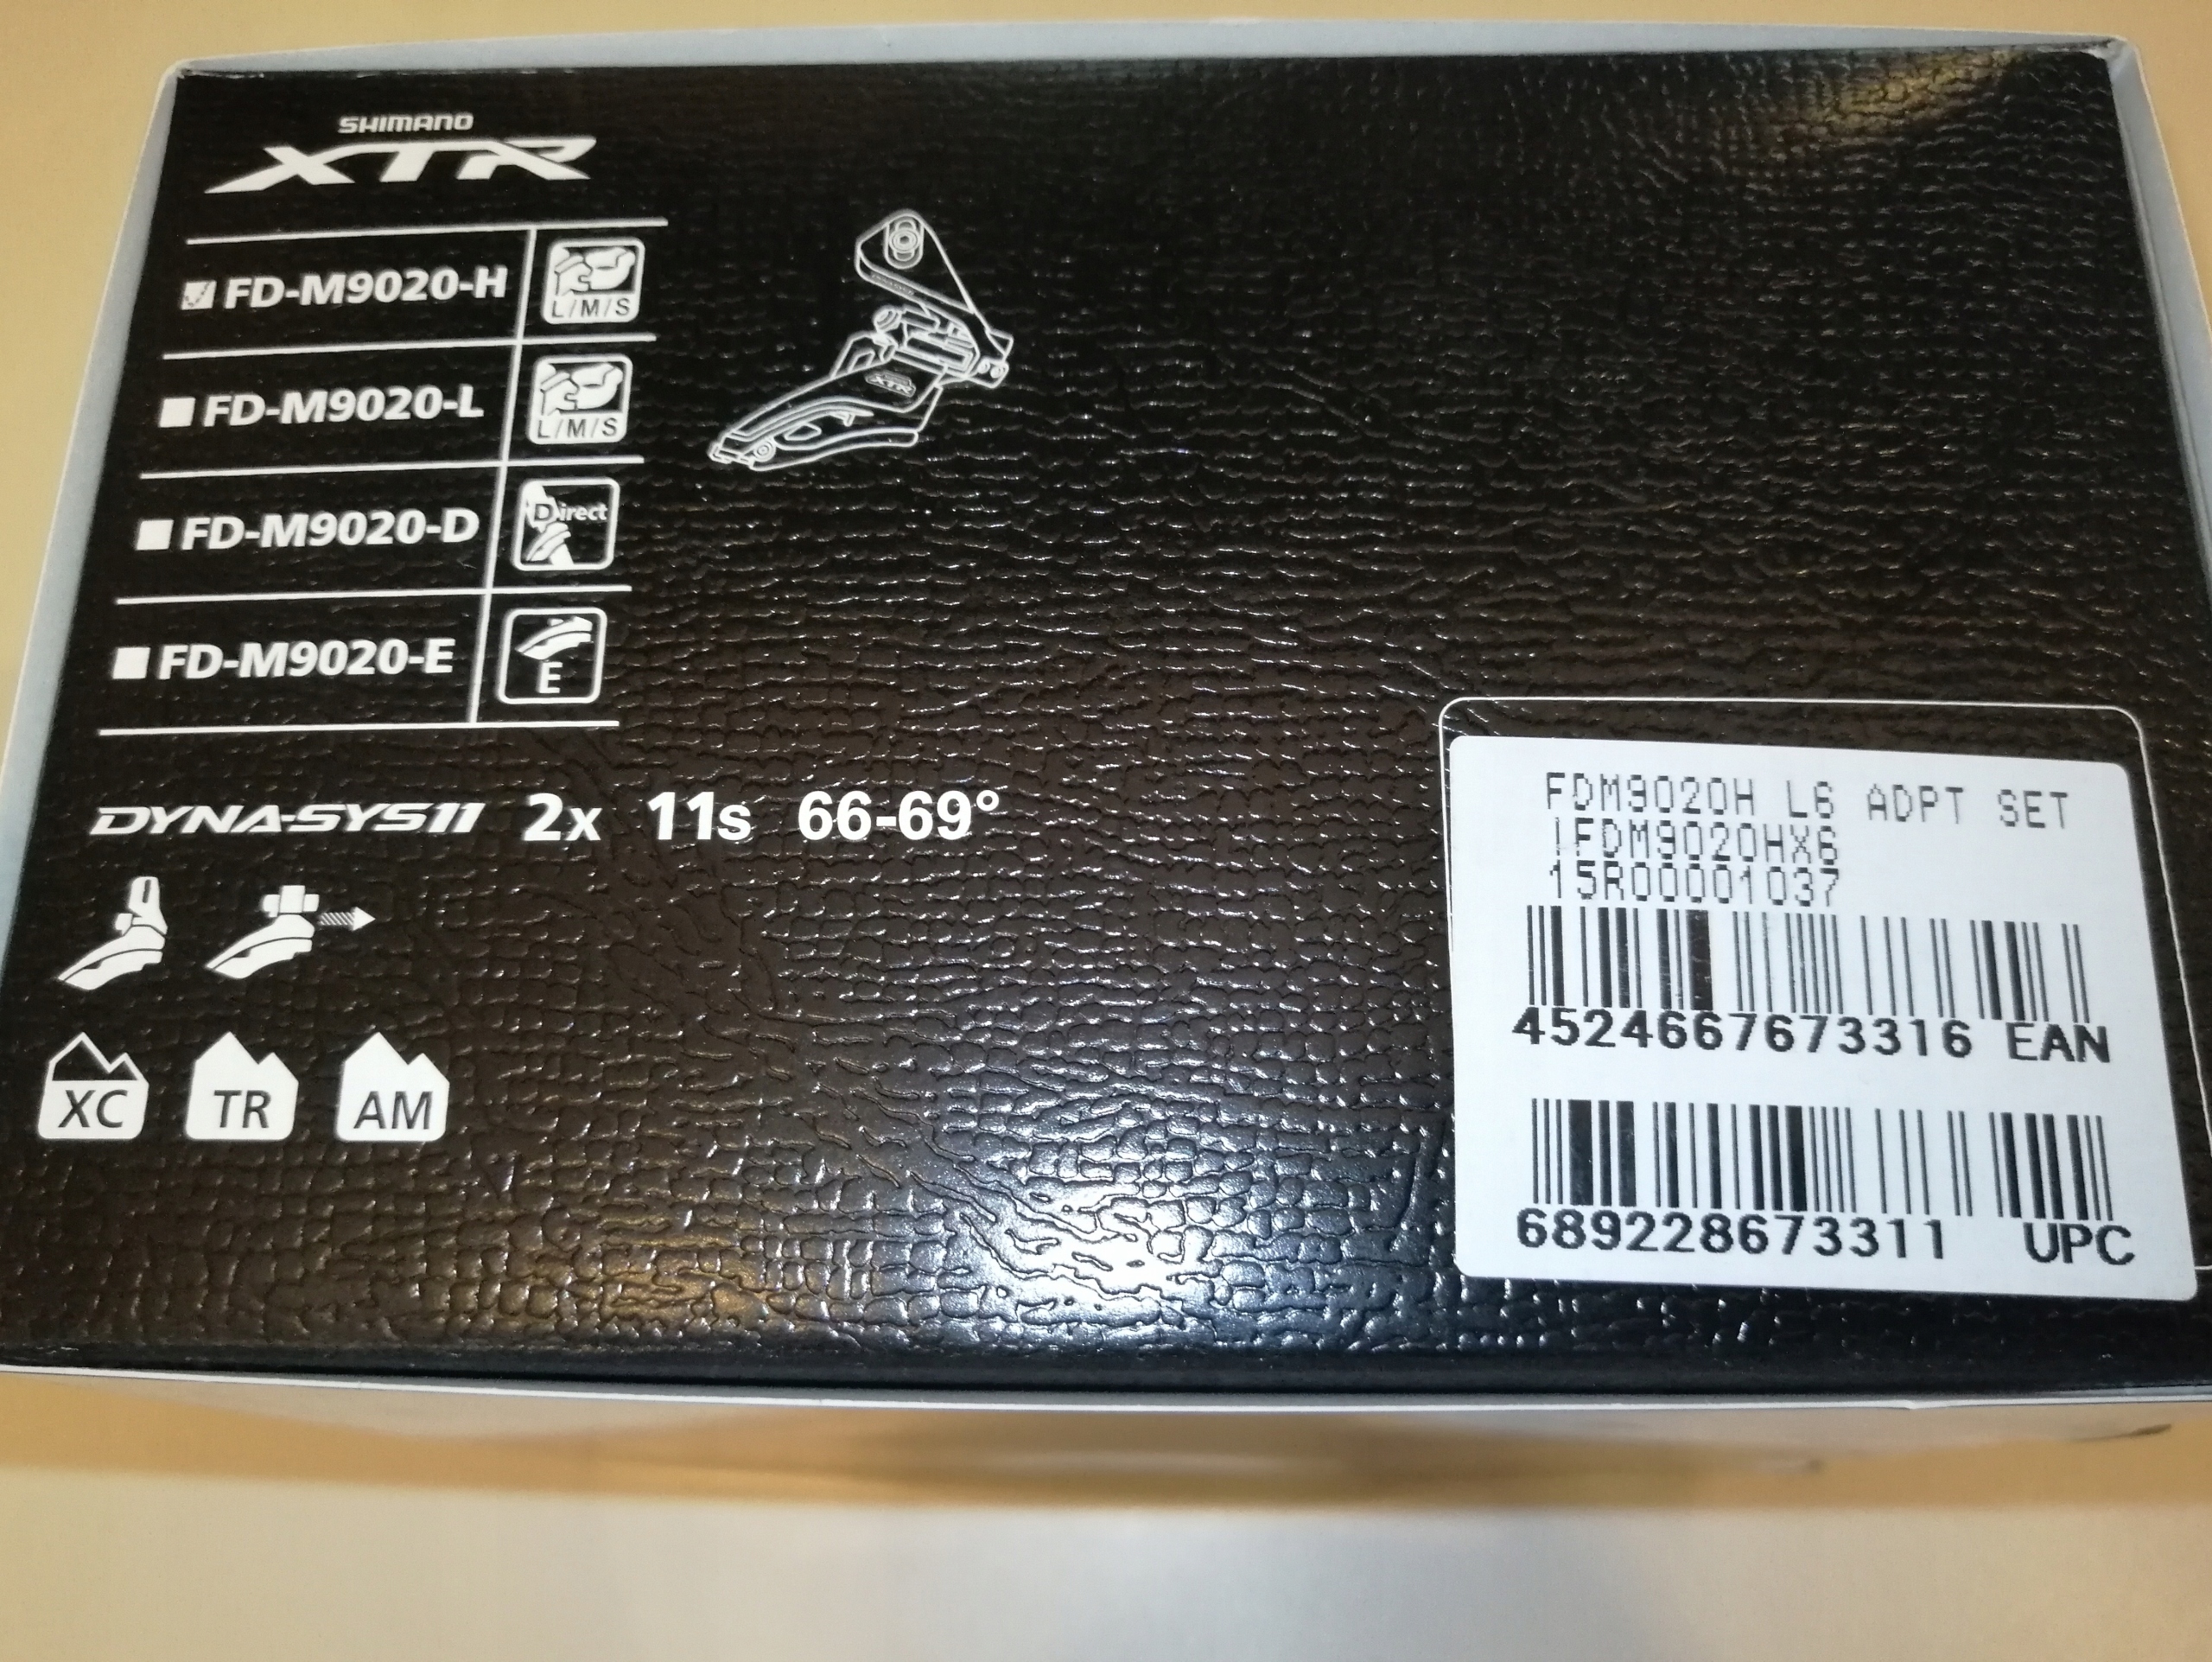 SHIMANO
XTR
FD-M9020-H
L/M/S
FD-M9020-L
L/M/S
FD-M9020-D
Direct
FD-M9020-E
E
XTR
DYNA-SYS11 2x 11s 66-69°
XC TR AM
FDM9020H L6 ADPT SET
IFDM9020HX6
15R00001037
4524667673316 EAN
689228673311 UPC